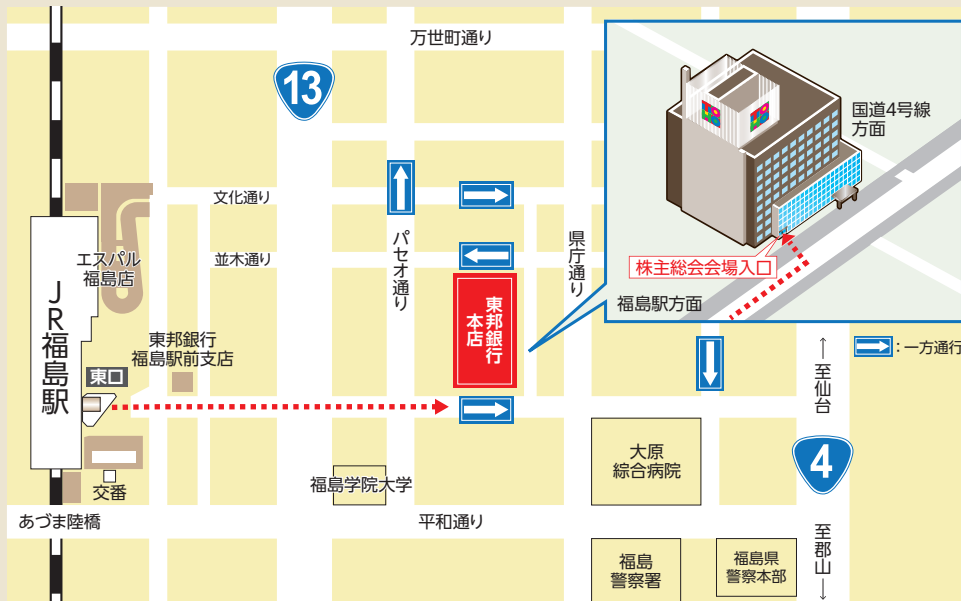 万世町通り
13
国道4号線
方面
文化通り
パセオ通り
県庁通り
並木通り
エスパル
福島店
株主総会会場入口
福島駅方面
JR福島駅
東邦銀行
本店
東邦銀行
福島駅前支店
:一方通行
↑至仙台
東口
大原
綜合病院
4
福島学院大学
交番
あづま陸橋
平和通り
至郡山↓
福島
警察署
福島県
警察本部